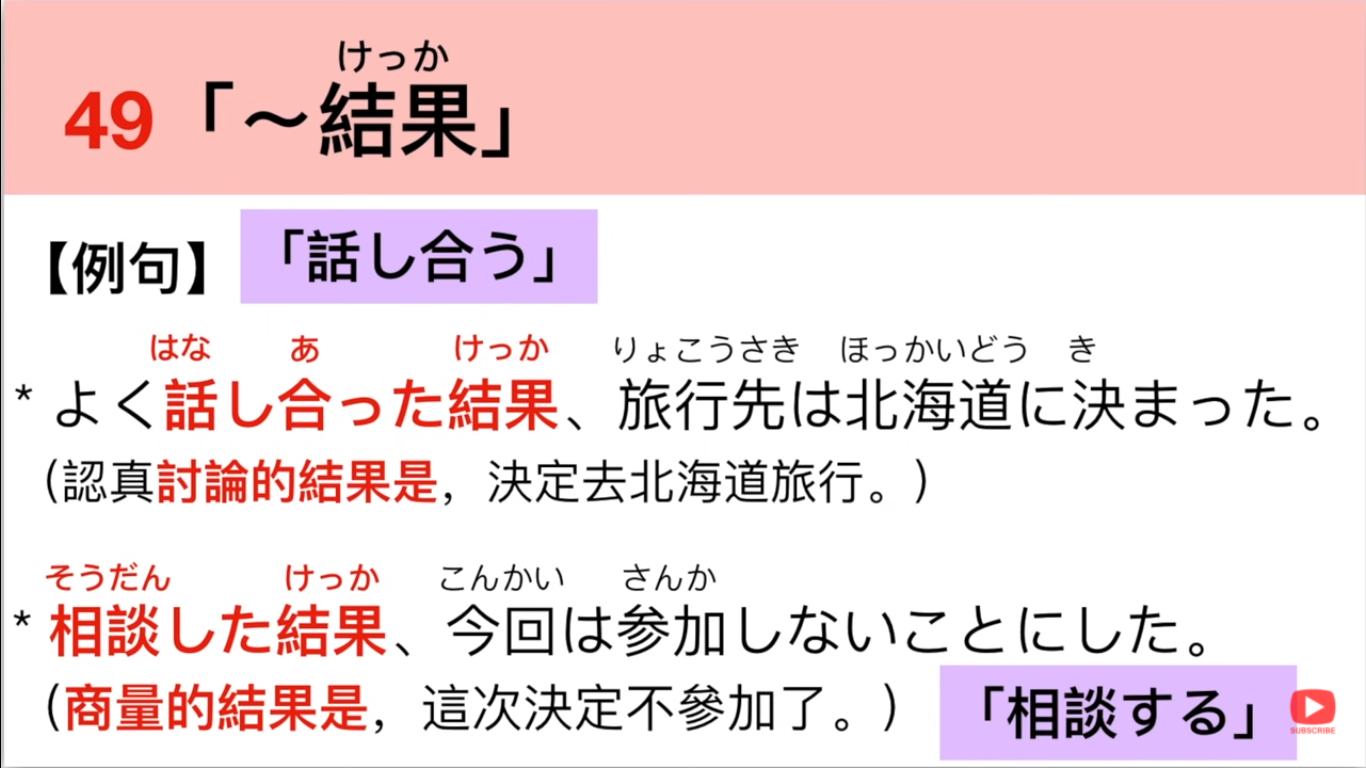 けっか
49「～結果」
【例句】「話し合う」
はな あ けっか りょこうさき ほっかいどう き
* よく話し合った結果、旅行先は北海道に決まった。
（認真討論的結果是，決定去北海道旅行。）
そうだん けっか こんかい さんか
* 相談した結果、今回は参加しないことにした。
（商量的結果是，這次決定不參加了。）
「相談する」
SUBSCRIBE